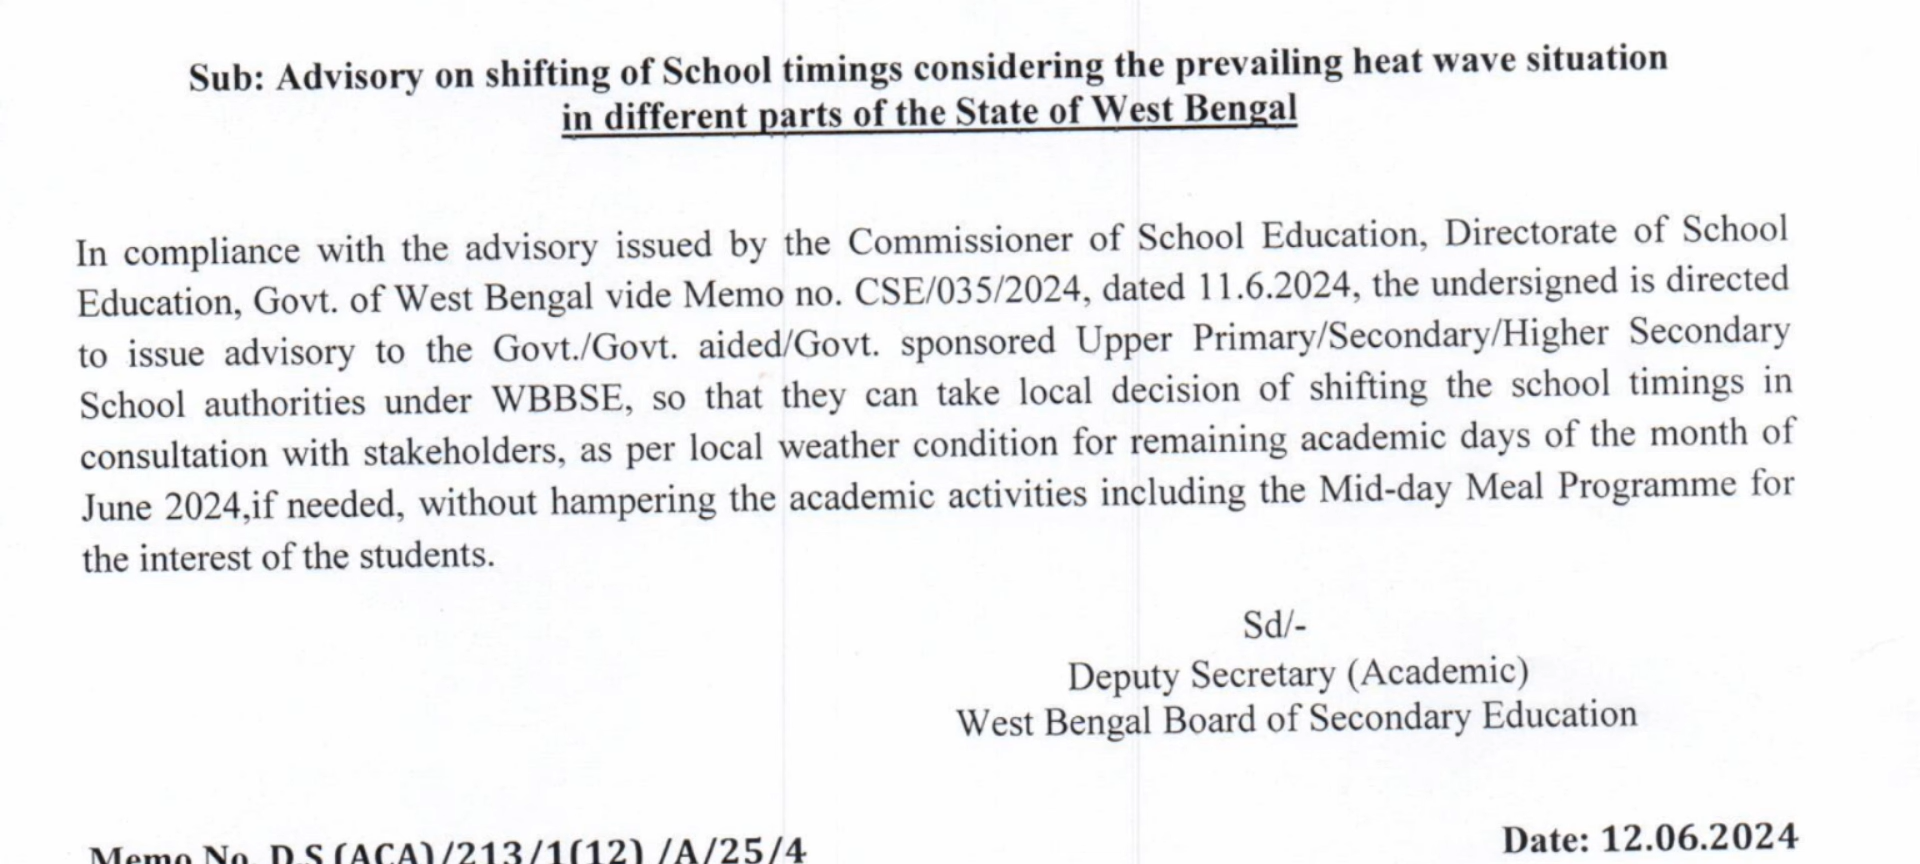 Sub: Advisory on shifting of School timings considering the prevailing heat wave situation
in different parts of the State of West Bengal
In compliance with the advisory issued by the Commissioner of School Education, Directorate of School
Education, Govt. of West Bengal vide Memo no. CSE/035/2024, dated 11.6.2024, the undersigned is directed
to issue advisory to the Govt./Govt. aided/Govt. sponsored Upper Primary/Secondary/Higher Secondary
School authorities under WBBSE, so that they can take local decision of shifting the school timings in
consultation with stakeholders, as per local weather condition for remaining academic days of the month of
June 2024,if needed, without hampering the academic activities including the Mid-day Meal Programme for
the interest of the students.
Sd/-
Deputy Secretary (Academic)
West Bengal Board of Secondary Education
Memo No. D.S (ACA)/213/1(12) /A/25/4
Date: 12.06.2024